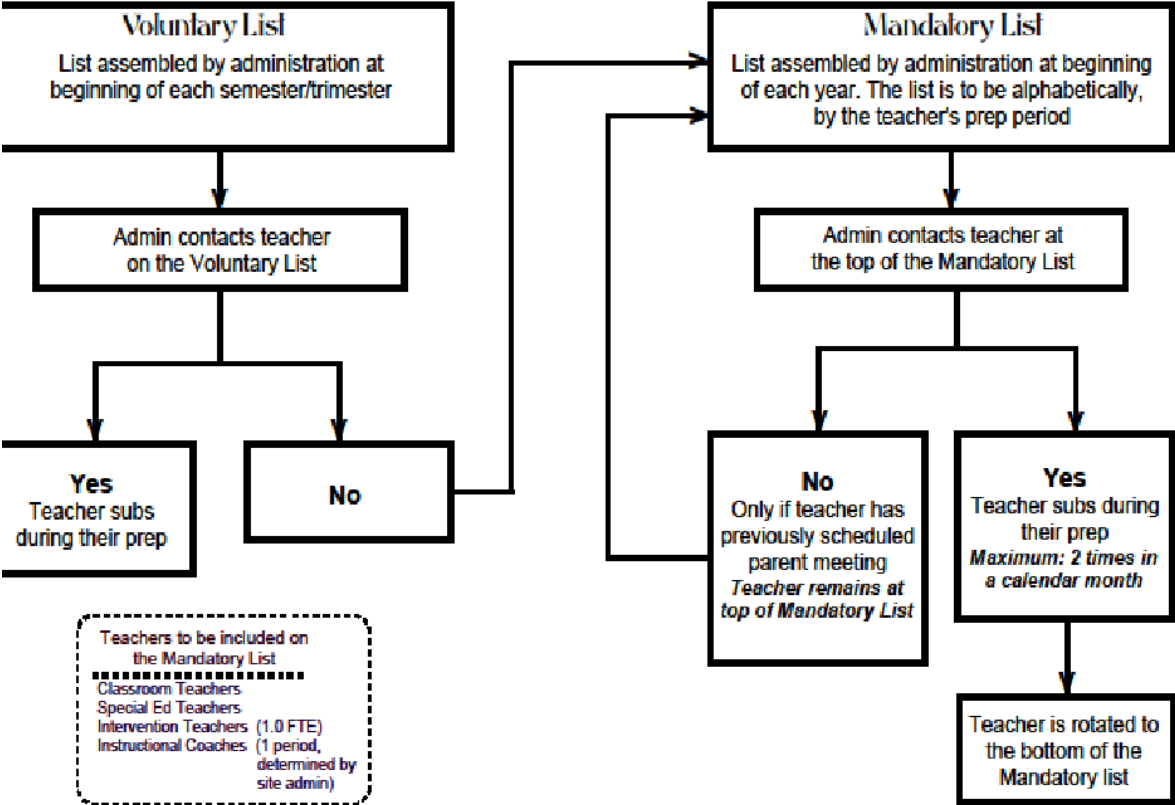 Voluntary List
List assembled by administration at
beginning of each semester/trimester
Admin contacts teacher
on the Voluntary List
Yes
Teacher subs
during their prep
No
Teachers to be included on
the Mandatory List
Classroom Teachers
Special Ed Teachers
Intervention Teachers (1.0 FTE)
Instructional Coaches (1 period,
determined by
site admin)
Mandatory List
List assembled by administration at beginning
of each year. The list is to be alphabetically,
by the teacher's prep period
Admin contacts teacher at
the top of the Mandatory List
No
Only if teacher has
previously scheduled
parent meeting
Teacher remains at
top of Mandatory List
Yes
Teacher subs during
their prep
Maximum: 2 times in
a calendar month
Teacher is rotated to
the bottom of the
Mandatory list